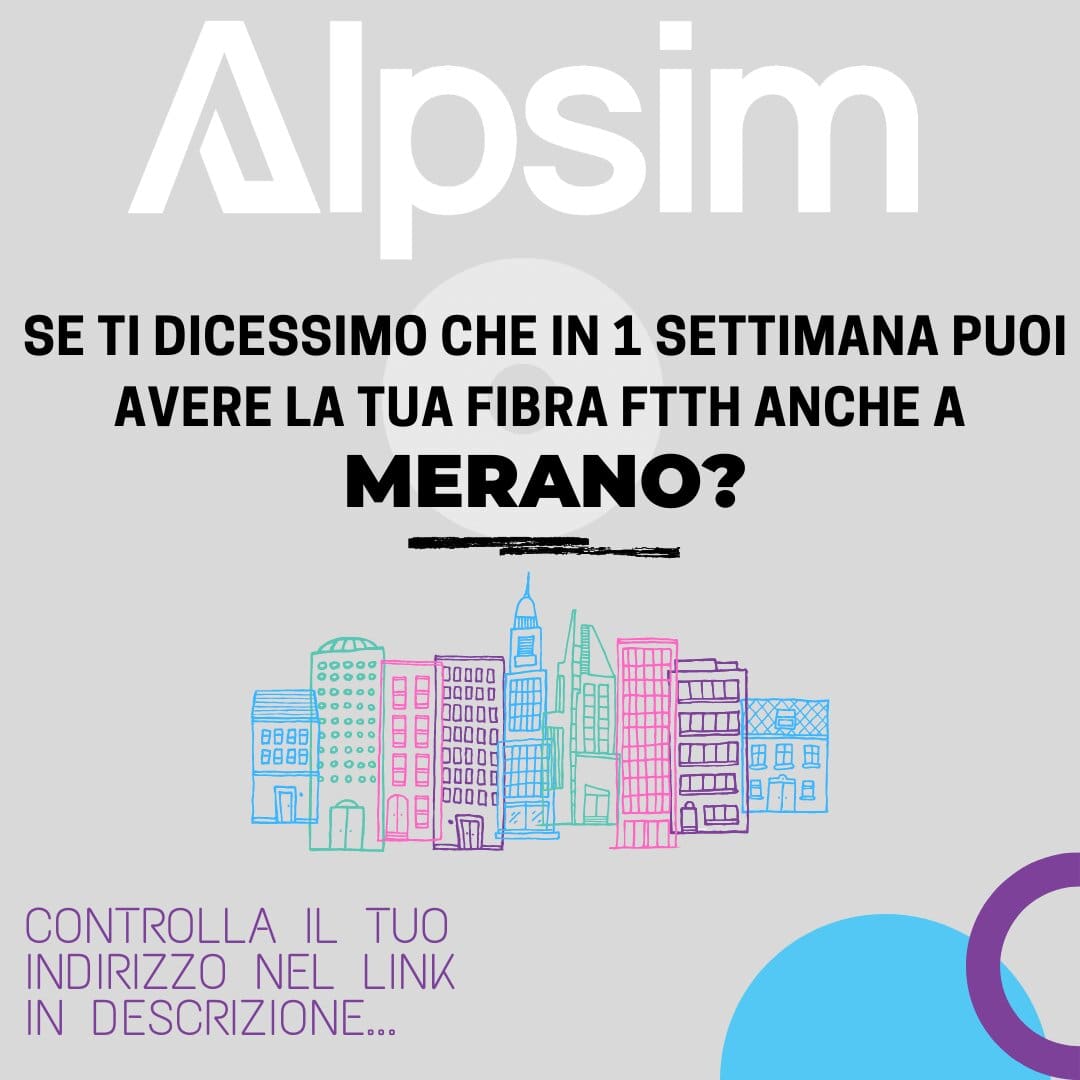 Alpsim
SE TI DICESSIMO CHE IN 1 SETTIMANA PUOI
AVERE LA TUA FIBRA FTTH ANCHE A
MERANO?
CONTROLLA IL TUO
INDIRIZZO NEL LINK
IN DESCRIZIONE...